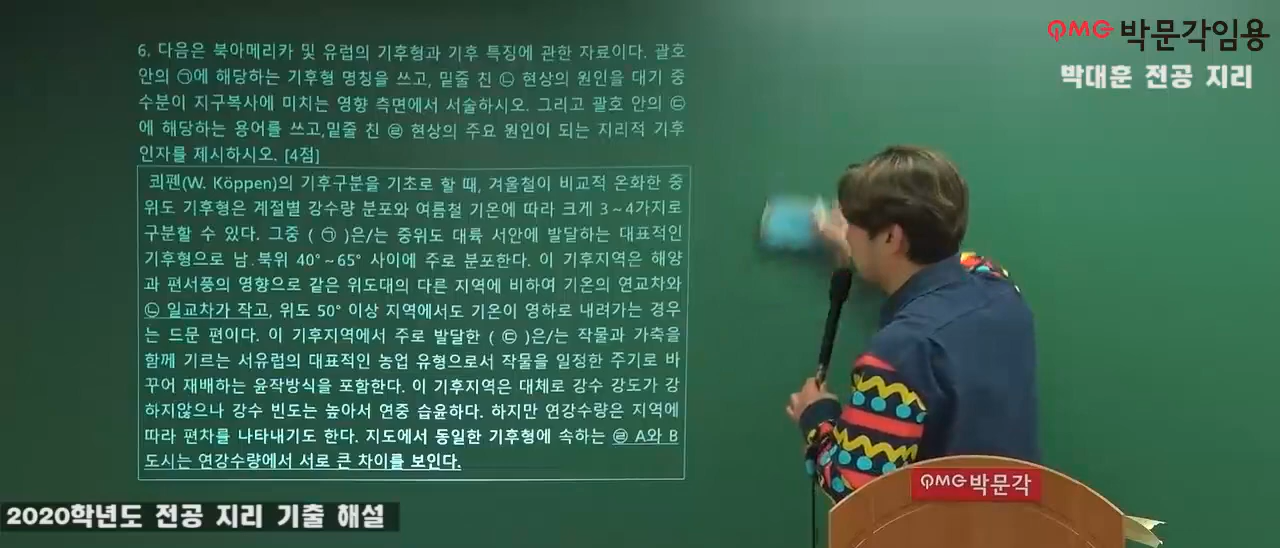 PMG 박문각임용
박대훈 전공 지리
6. 다음은 북아메리카 및 유럽의 기후형과 기후 특징에 관한 자료이다. 괄호
안의 ㉠에 해당하는 기후형 명칭을 쓰고, 밑줄 친 ㉡ 현상의 원인을 대기 중
수분이 지구복사에 미치는 영향 측면에서 서술하시오. 그리고 괄호 안의 ㉢
에 해당하는 용어를 쓰고,밑줄 친 ㉣ 현상의 주요 원인이 되는 지리적 기후
인자를 제시하시오. [4점]
쾨펜(W. Köppen)의 기후구분을 기초로 할 때, 겨울철이 비교적 온화한 중
위도 기후형은 계절별 강수량 분포와 여름철 기온에 따라 크게 3~4가지로
구분할 수 있다. 그중 ( ㉠ )은/는 중위도 대륙 서안에 발달하는 대표적인
기후형으로 남·북위 40°~65° 사이에 주로 분포한다. 이 기후지역은 해양
과 편서풍의 영향으로 같은 위도대의 다른 지역에 비하여 기온의 연교차와
㉡ 일교차가 작고, 위도 50° 이상 지역에서도 기온이 영하로 내려가는 경우
는 드문 편이다. 이 기후지역에서 주로 발달한 ( ㉢ )은/는 작물과 가축을
함께 기르는 서유럽의 대표적인 농업 유형으로서 작물을 일정한 주기로 바
꾸어 재배하는 윤작방식을 포함한다. 이 기후지역은 대체로 강수 강도가 강
하지않으나 강수 빈도는 높아서 연중 습윤하다. 하지만 연강수량은 지역에
따라 편차를 나타내기도 한다. 지도에서 동일한 기후형에 속하는 ㉣ A와 B
도시는 연강수량에서 서로 큰 차이를 보인다.
PMG 박문각
2020학년도 전공 지리 기출 해설